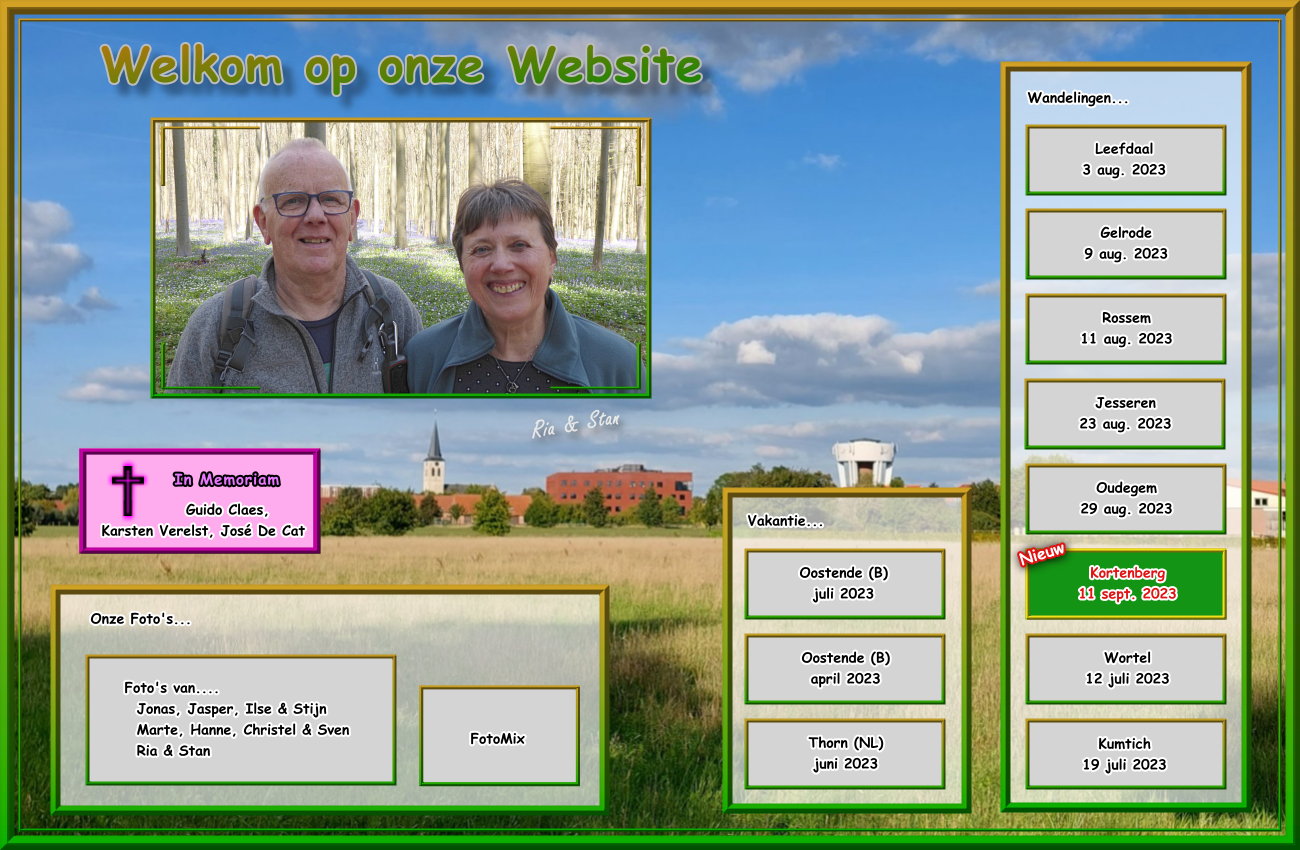 Welkom op onze Website
Ria & Stan
In Memoriam
Guido Claes,
Karsten Verelst, José De Cat
Onze Foto's...
Foto's van....
Jonas, Jasper, Ilse & Stijn
Marte, Hanne, Christel & Sven
Ria & Stan
FotoMix
Vakantie...
Oostende (B)
juli 2023
Oostende (B)
april 2023
Thorn (NL)
juni 2023
Wandelingen...
Leefdaal
3 aug. 2023
Gelrode
9 aug. 2023
Rossem
11 aug. 2023
Jesseren
23 aug. 2023
Oudegem
29 aug. 2023
Nieuw
Kortenberg
11 sept. 2023
Wortel
12 juli 2023
Kumtich
19 juli 2023